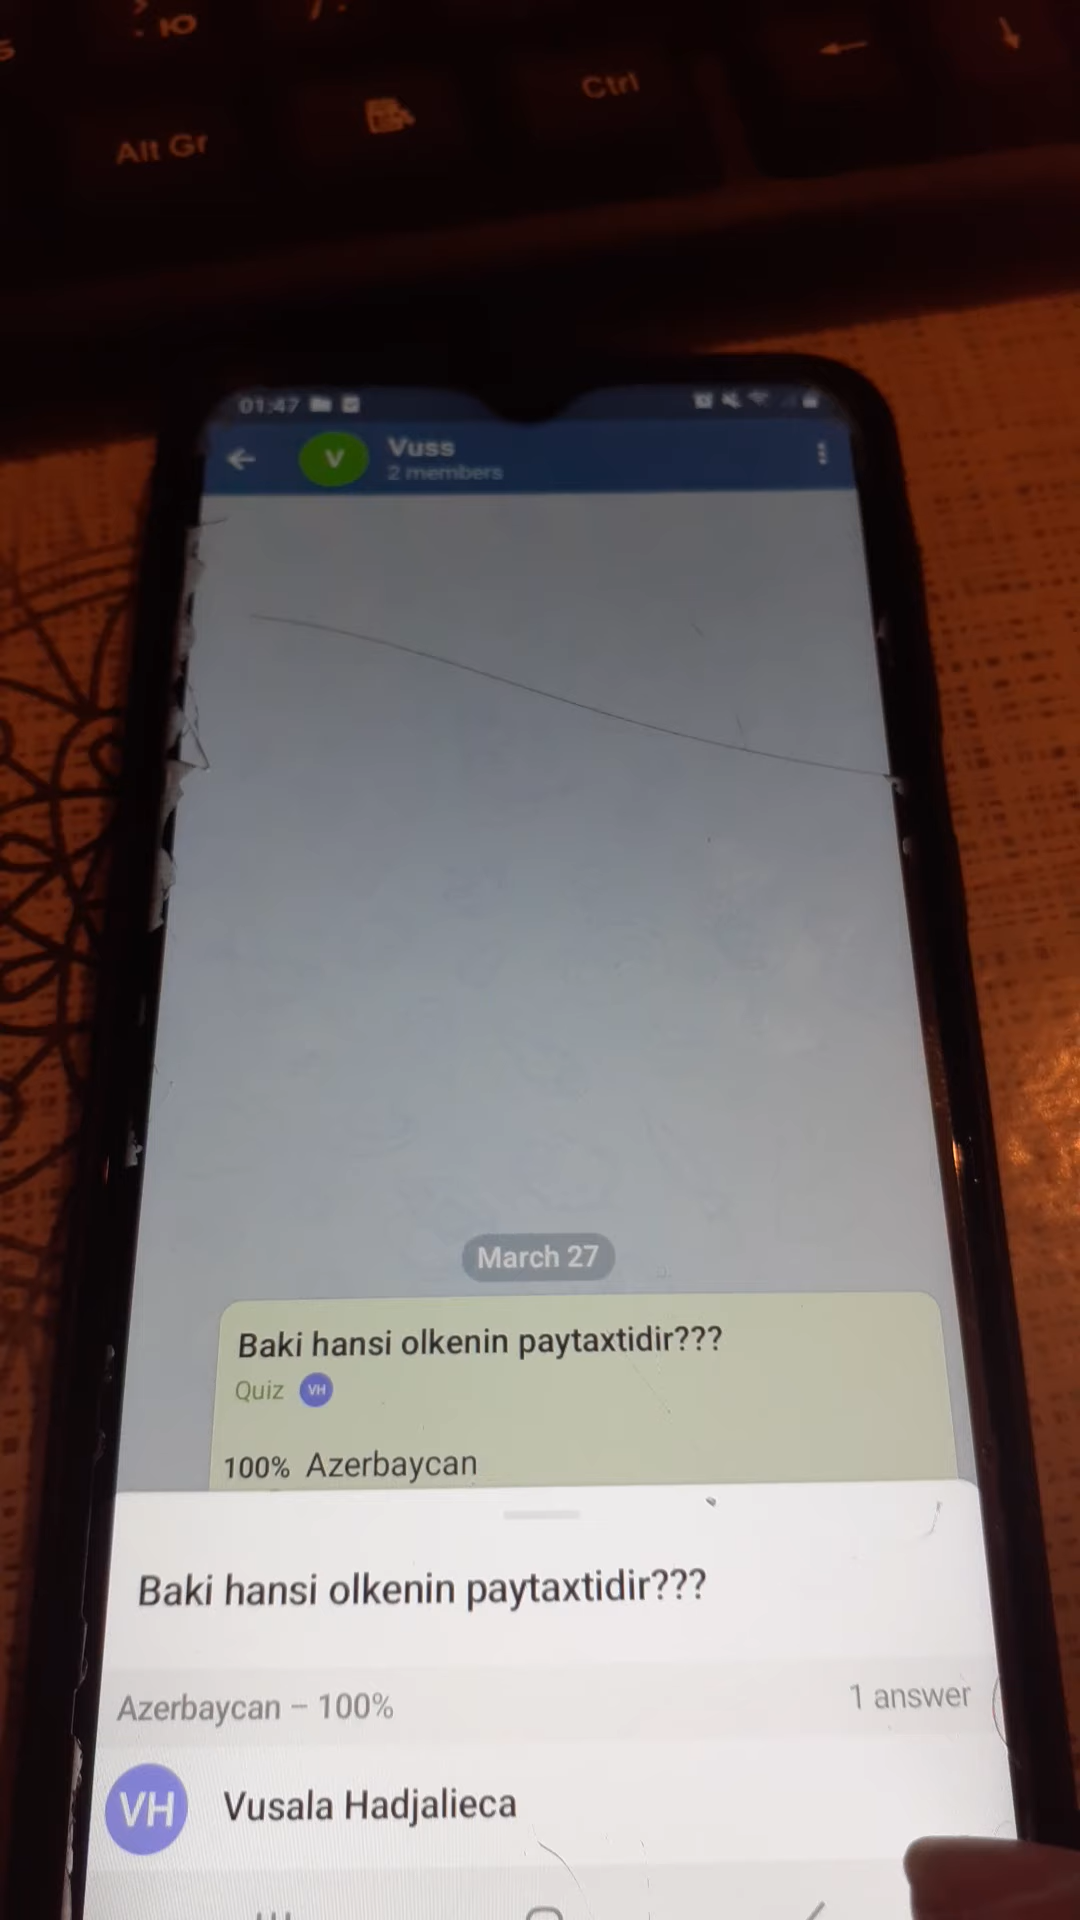 Ю
Ctrl
Alt Gr
01:47
V
Vuss
2 members
March 27
Baki hansi olkenin paytaxtidir???
Quiz VH
100% Azerbaycan
Baki hansi olkenin paytaxtidir???
Azerbaycan – 100%
1 answer
VH
Vusala Hadjalieca